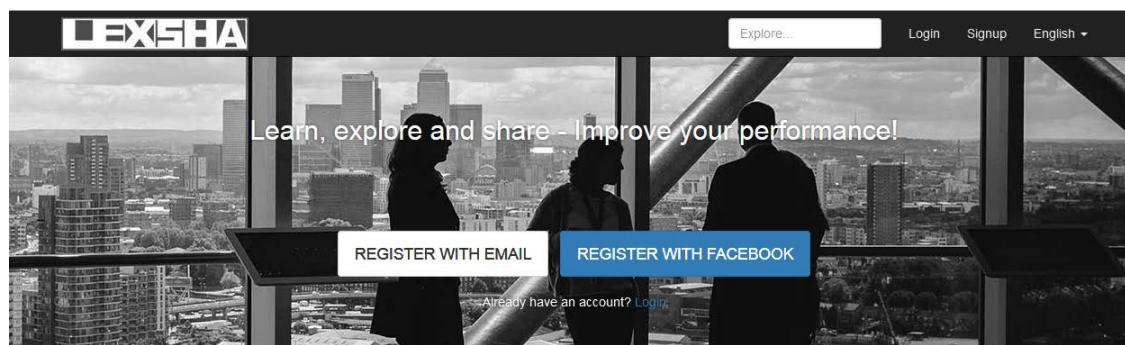 LEXSHA
Explore...
Login
Signup
English
Learn, explore and share - Improve your performance!
REGISTER WITH EMAIL
REGISTER WITH FACEBOOK
Already have an account? Login.